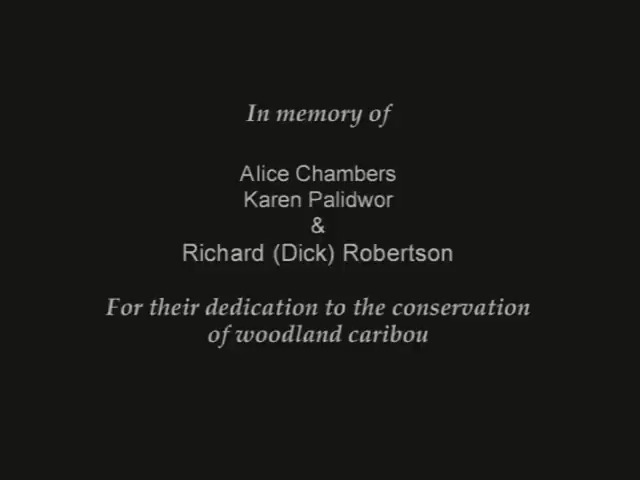 In memory of
Alice Chambers
Karen Palidwor
&
Richard (Dick) Robertson
For their dedication to the conservation
of woodland caribou